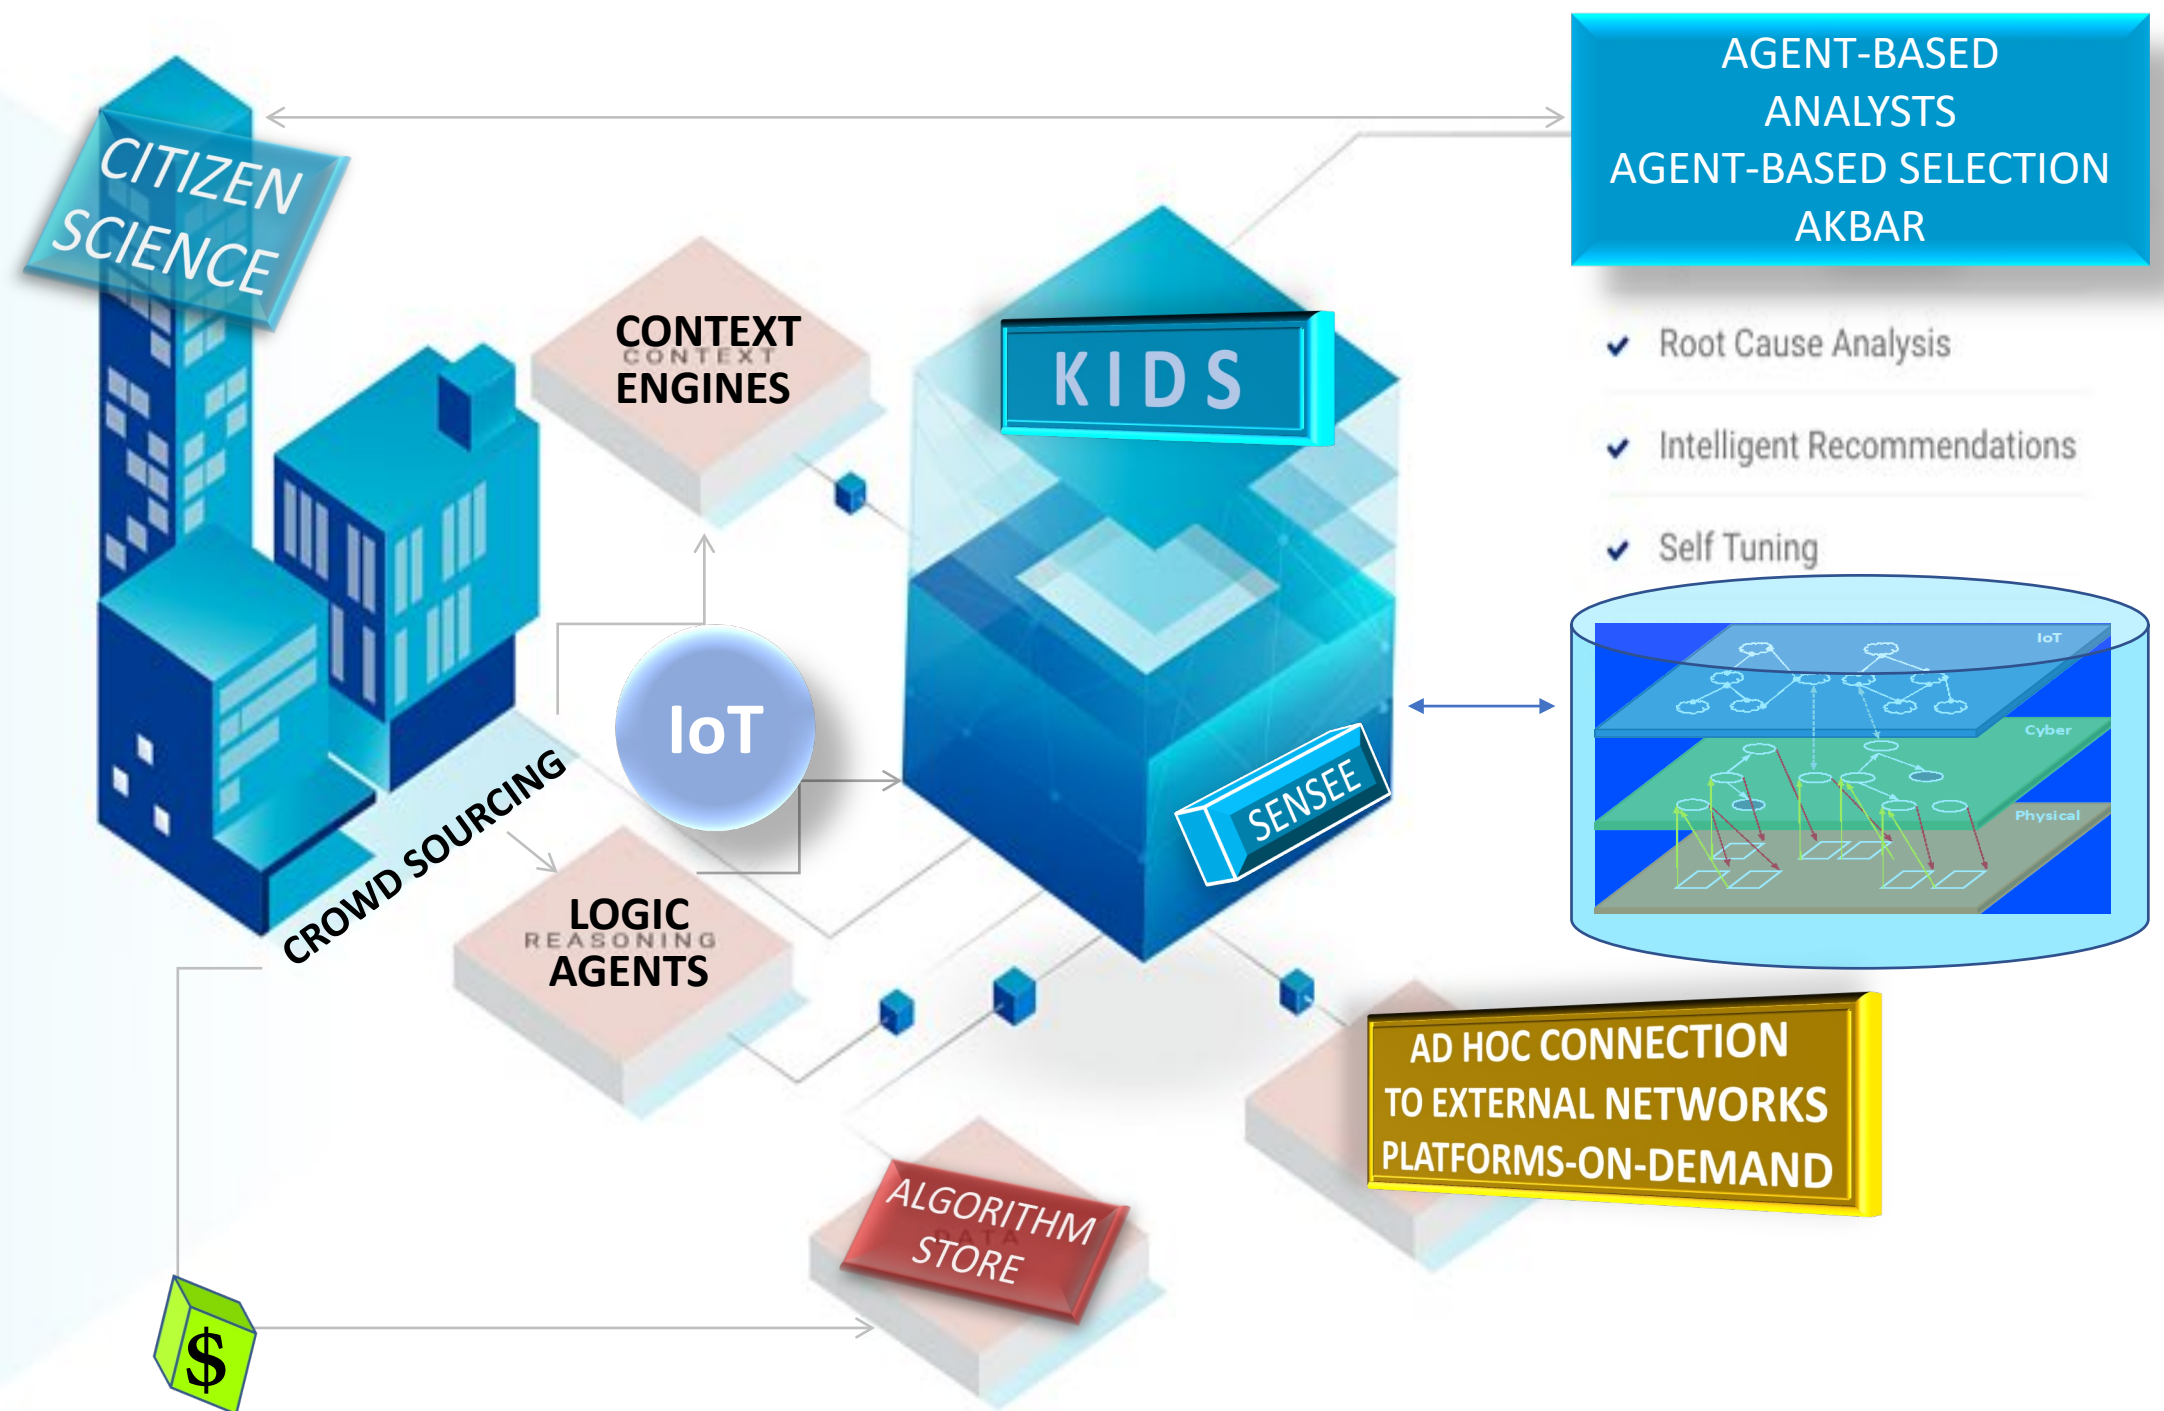 AGENT-BASED
ANALYSTS
AGENT-BASED SELECTION
AKBAR
CITIZEN
SCIENCE
CONTEXT
CONTEXT
ENGINES
KIDS
Root Cause Analysis
Intelligent Recommendations
Self Tuning
IoT
IoT
Cyber
Physical
SENSEE
CROWD SOURCING
LOGIC
REASONING
AGENTS
AD HOC CONNECTION
TO EXTERNAL NETWORKS
PLATFORMS-ON-DEMAND
ALGORITHM
DATA
STORE
$